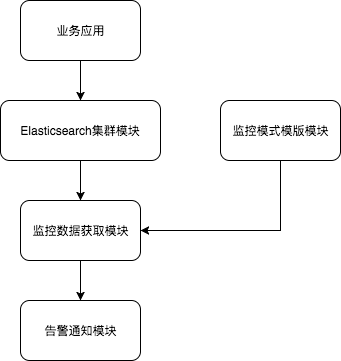 业务应用
Elasticsearch集群模块
监控模式模版模块
监控数据获取模块
告警通知模块